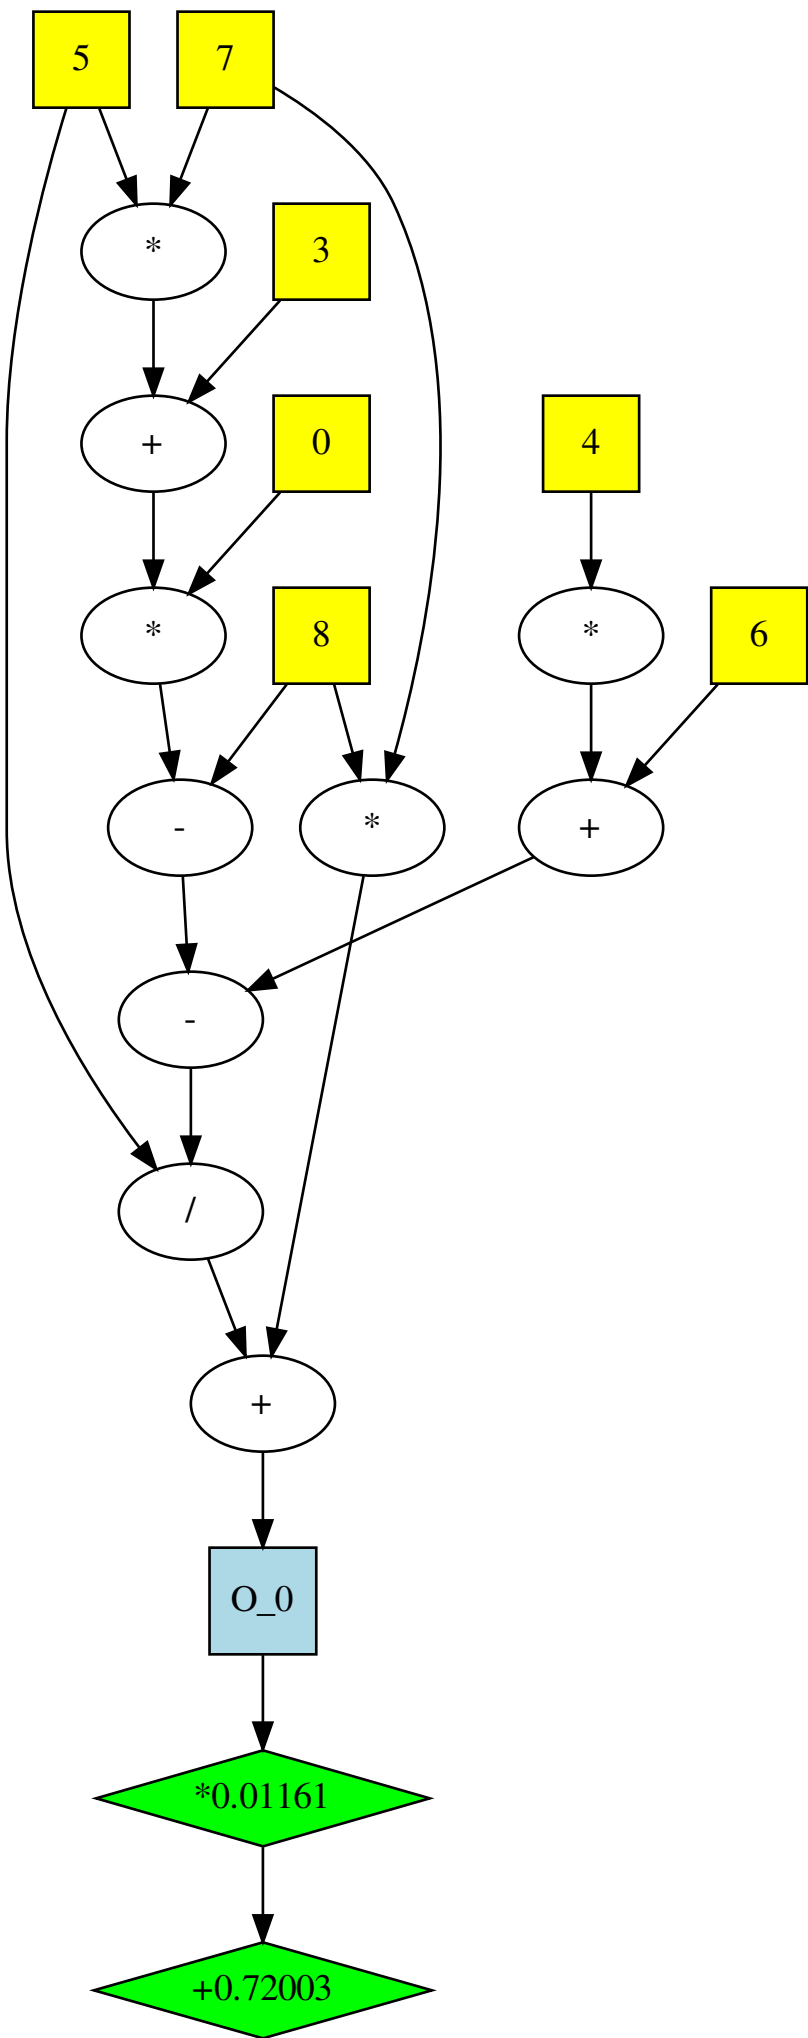 5 7
* 3
+ 0 4
* 8 * 6
- * +
-
/
+
O_0
*0.01161
+0.72003